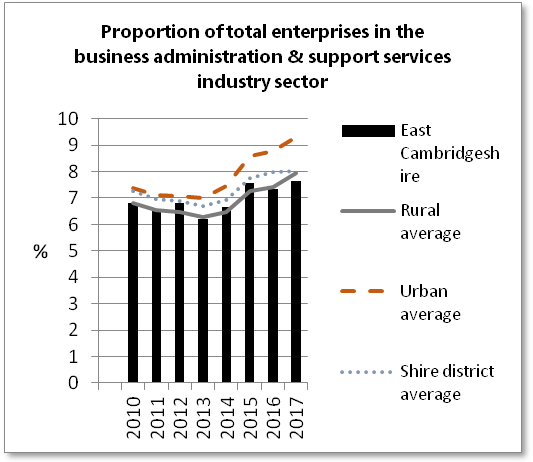 Proportion of total enterprises in the
business administration & support services
industry sector
10
9
8
7
6
5
4
3
2
1
0
%
2010
2011
2012
2013
2014
2015
2016
2017
East
Cambridgesh
ire
Rural
average
Urban
average
Shire district
average